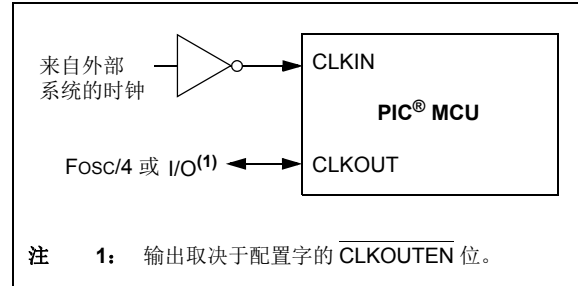 来自外部
系统的时钟
CLKIN
PIC® MCU
FOSC/4 或 I/O(1)
CLKOUT
注 1： 输出取决于配置字的 CLKOUTEN 位。